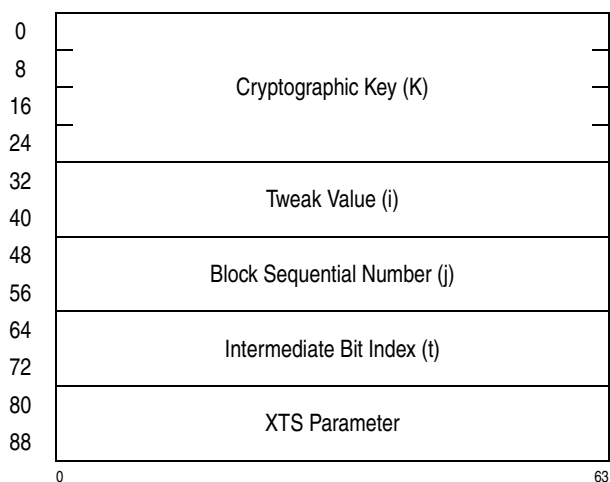 0
8
Cryptographic Key (K)
16
24
32
Tweak Value (i)
40
48
Block Sequential Number (j)
56
64
Intermediate Bit Index (t)
72
80
XTS Parameter
88
0 63